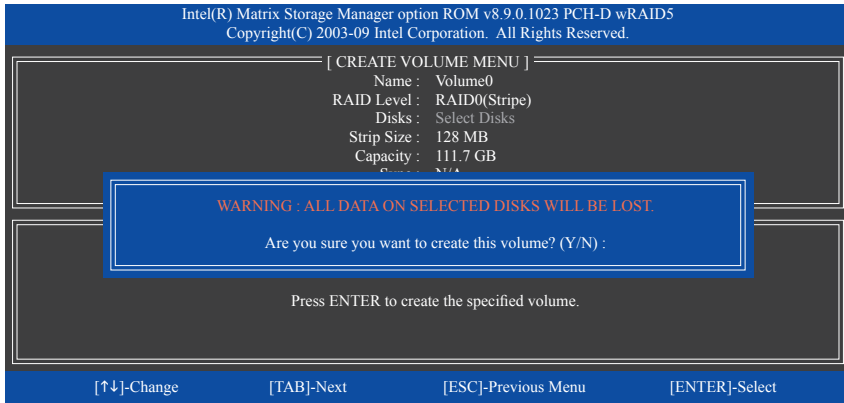 Intel(R) Matrix Storage Manager option ROM v8.9.0.1023 PCH-D wRAID5
Copyright(C) 2003-09 Intel Corporation. All Rights Reserved.
[ CREATE VOLUME MENU ]
Name : Volume0
RAID Level : RAID0(Stripe)
Disks : Select Disks
Strip Size : 128 MB
Capacity : 111.7 GB
Sync : N/A
WARNING : ALL DATA ON SELECTED DISKS WILL BE LOST.
Are you sure you want to create this volume? (Y/N) :
Press ENTER to create the specified volume.
[↑↓]-Change [TAB]-Next [ESC]-Previous Menu [ENTER]-Select